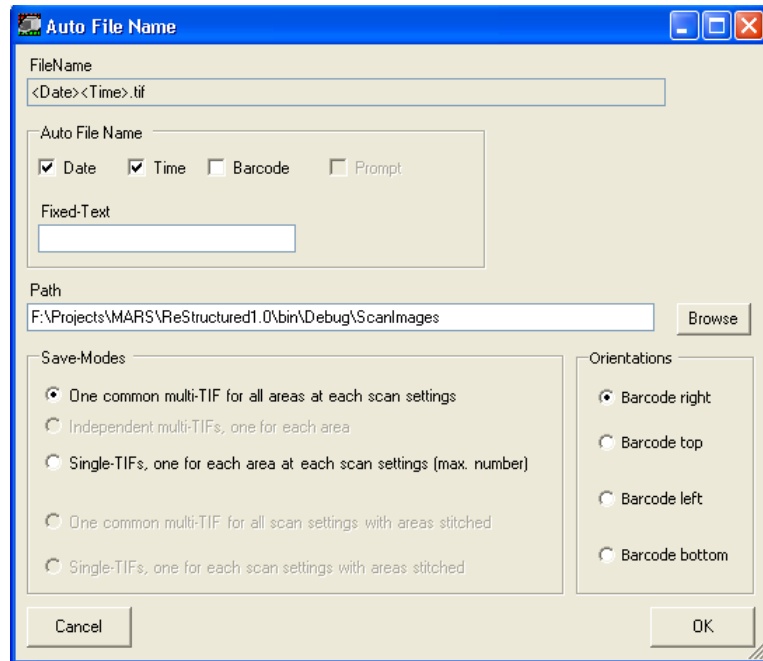 Auto File Name
FileName
<Date><Time>.tif
Auto File Name
Date Time Barcode Prompt
Fixed-Text
Path
F:\Projects\MARS\ReStructured1.0\bin\Debug\ScanImages
Browse
Save-Modes
One common multi-TIF for all areas at each scan settings
Independent multi-TIFs, one for each area
Single-TIFs, one for each area at each scan settings (max. number)
One common multi-TIF for all scan settings with areas stitched
Single-TIFs, one for each scan settings with areas stitched
Orientations
Barcode right
Barcode top
Barcode left
Barcode bottom
Cancel
OK